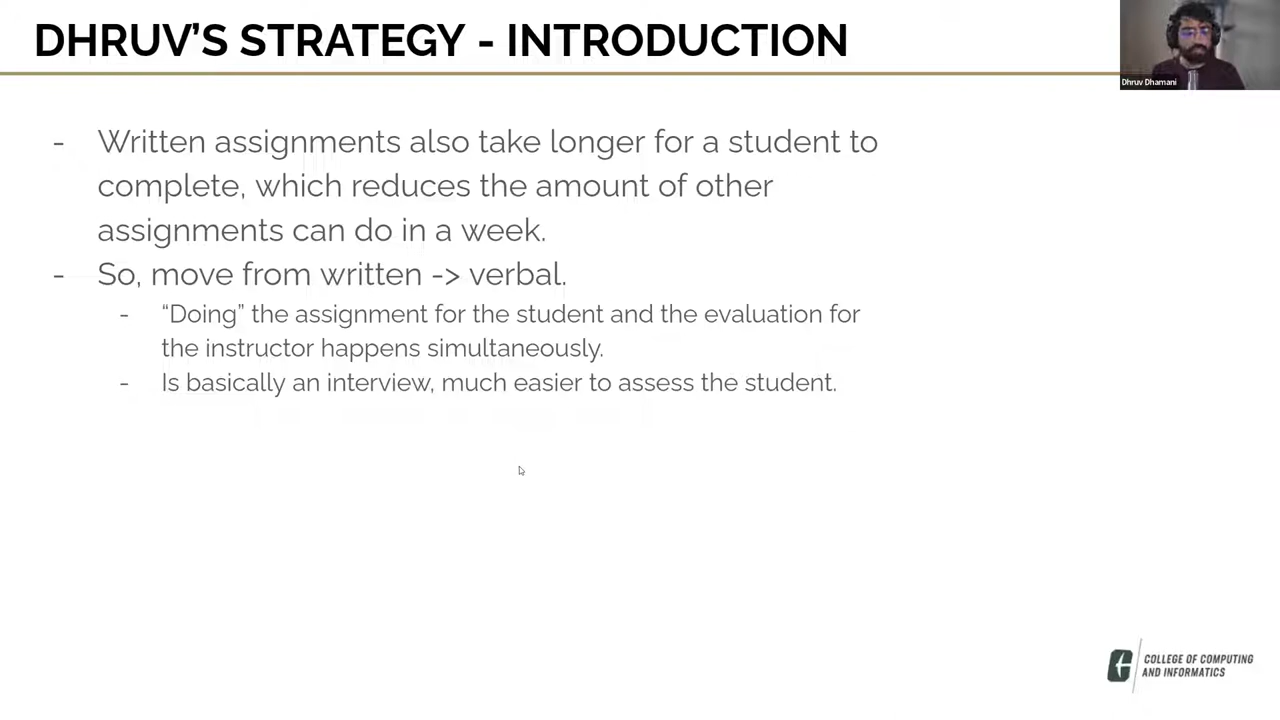 DHRUV’S STRATEGY - INTRODUCTION
Dhruv Dhamani
- Written assignments also take longer for a student to
complete, which reduces the amount of other
assignments can do in a week.
- So, move from written -> verbal.
- “Doing” the assignment for the student and the evaluation for
the instructor happens simultaneously.
- Is basically an interview, much easier to assess the student.
COLLEGE OF COMPUTING
AND INFORMATICS